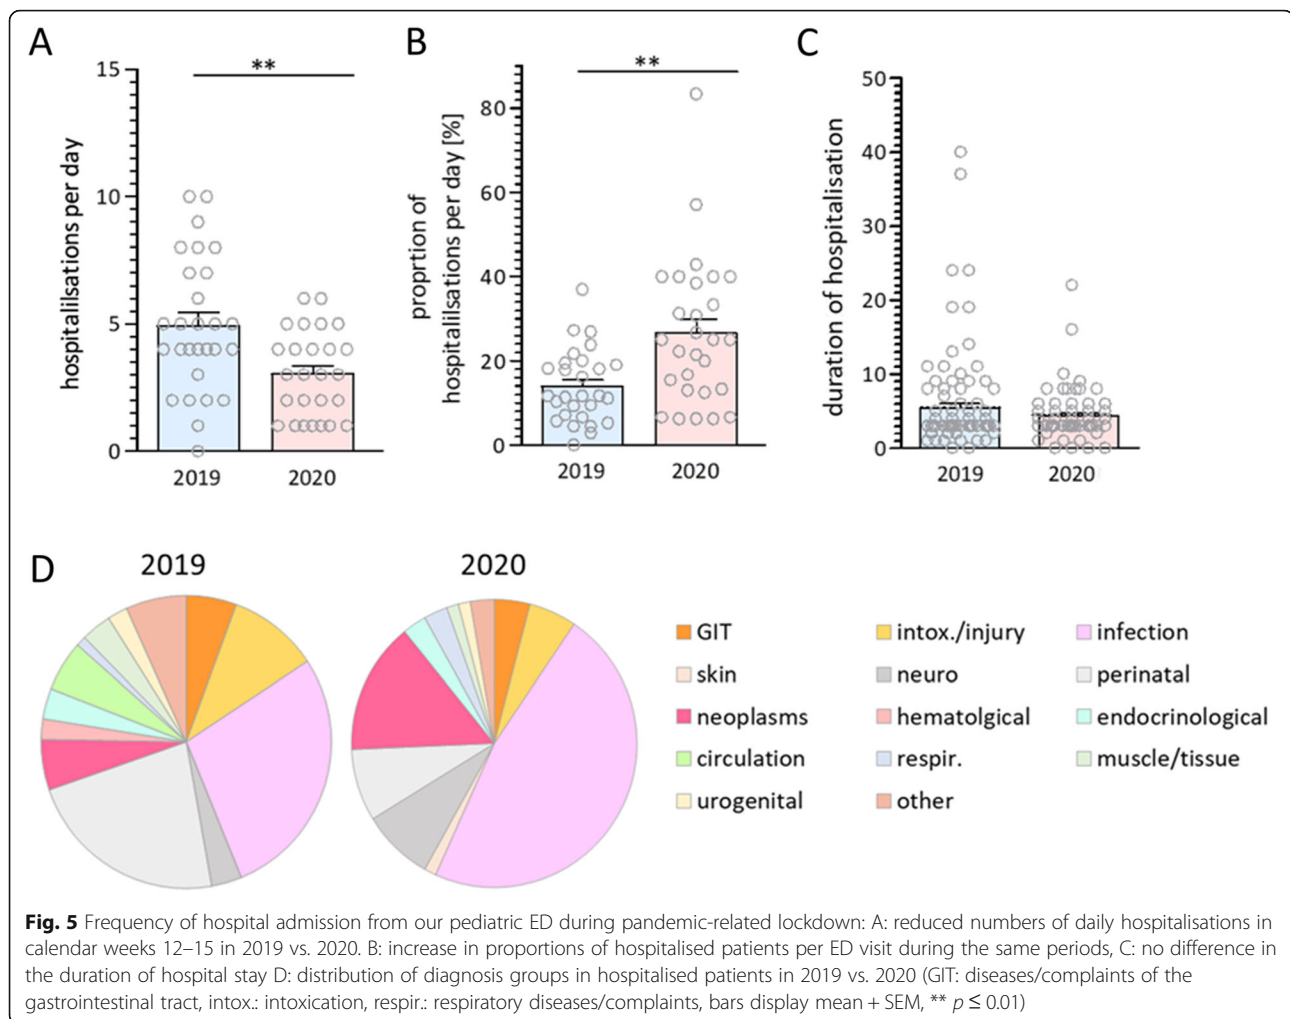 A
B
C
hospitalilsations per day
15
10
5
0
**
2019
2020
proprtion of
hospitalilsations per day [%]
80
60
40
20
0
**
2019
2020
duration of hospitalisation
50
40
30
20
10
0
2019
2020
D
2019
2020
GIT
intox./injury
infection
skin
neuro
perinatal
neoplasms
hematolgical
endocrinological
circulation
respir.
muscle/tissue
urogenital
other
Fig. 5 Frequency of hospital admission from our pediatric ED during pandemic-related lockdown: A: reduced numbers of daily hospitalisations in
calendar weeks 12–15 in 2019 vs. 2020. B: increase in proportions of hospitalised patients per ED visit during the same periods, C: no difference in
the duration of hospital stay D: distribution of diagnosis groups in hospitalised patients in 2019 vs. 2020 (GIT: diseases/complaints of the
gastrointestinal tract, intox.: intoxication, respir.: respiratory diseases/complaints, bars display mean + SEM, ** p ≤ 0.01)